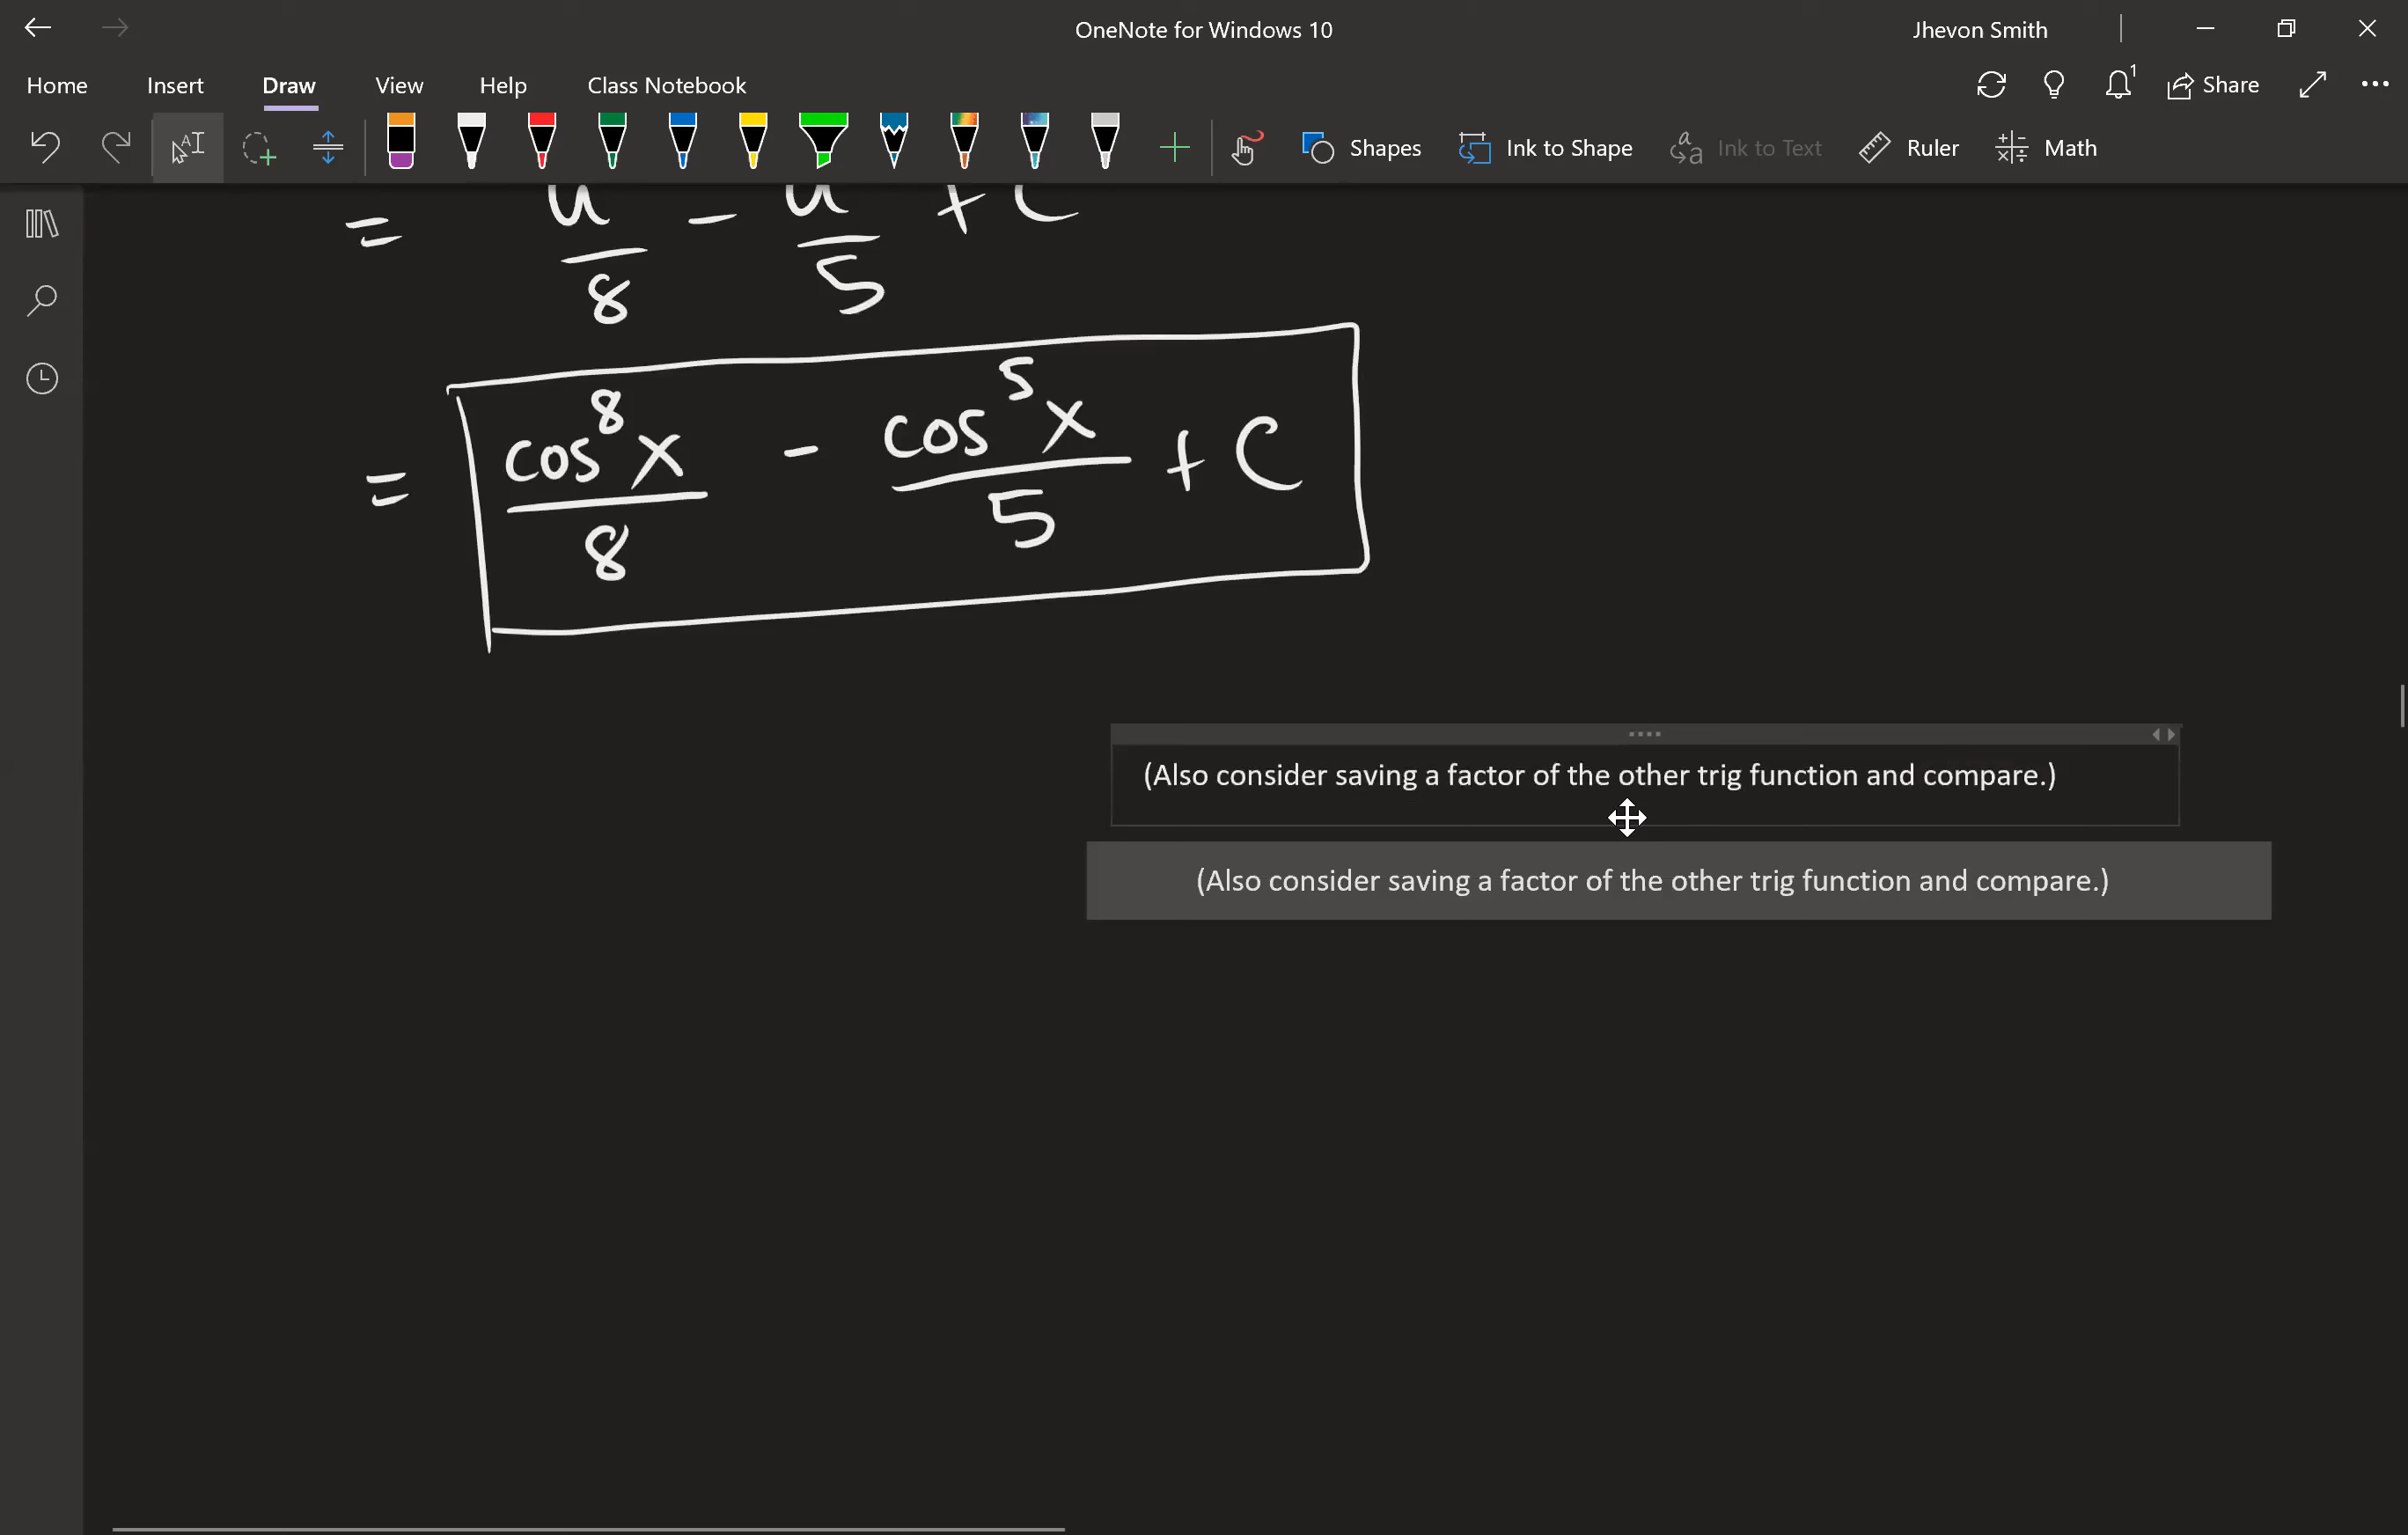 OneNote for Windows 10
Jhevon Smith
Home Insert Draw View Help Class Notebook
1
Share
Shapes Ink to Shape Ink to Text Ruler Math
= u/8 - u/5 + C
= cos⁸x/8 - cos⁵x/5 + C
(Also consider saving a factor of the other trig function and compare.)
(Also consider saving a factor of the other trig function and compare.)